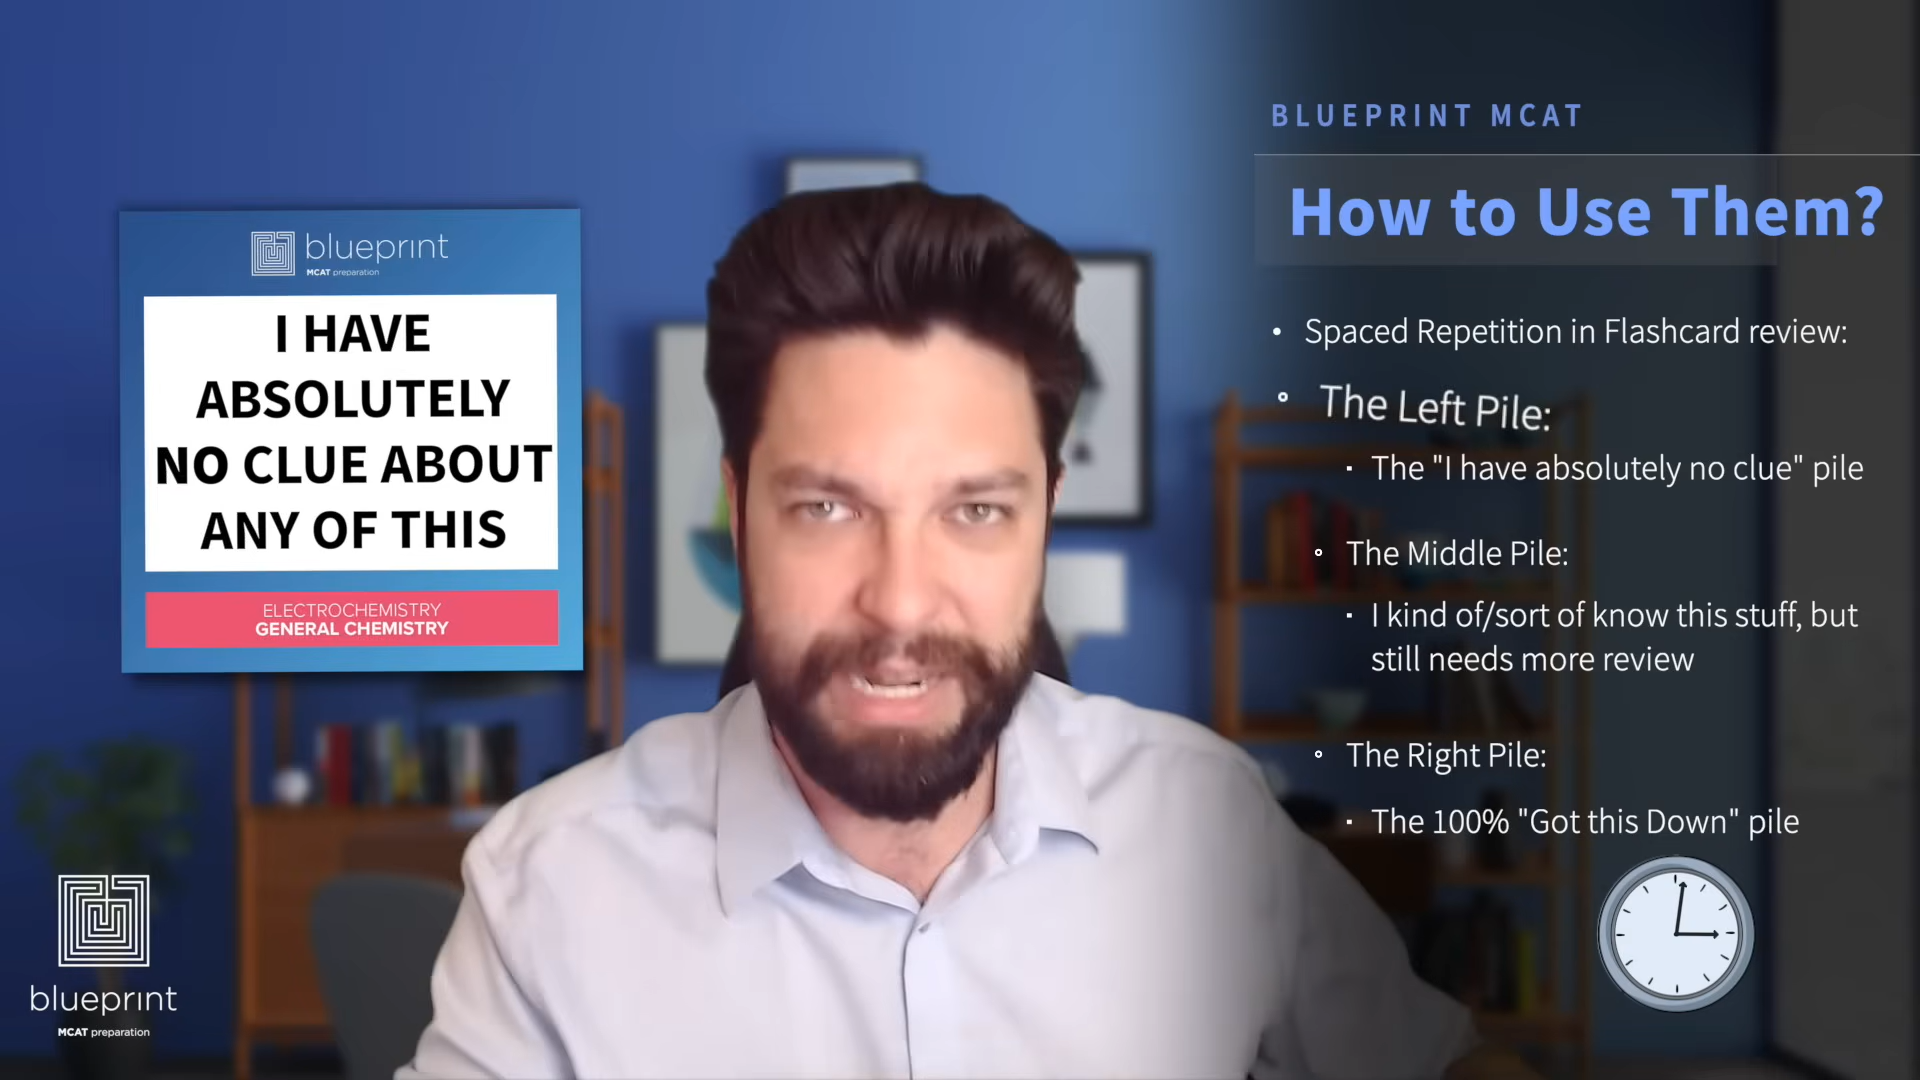 blueprint
MCAT preparation
I HAVE
ABSOLUTELY
NO CLUE ABOUT
ANY OF THIS
ELECTROCHEMISTRY
GENERAL CHEMISTRY
BLUEPRINT MCAT
How to Use Them?
• Spaced Repetition in Flashcard review:
The Left Pile:
The "I have absolutely no clue" pile
The Middle Pile:
I kind of/sort of know this stuff, but
still needs more review
The Right Pile:
The 100% "Got this Down" pile
blueprint
MCAT preparation